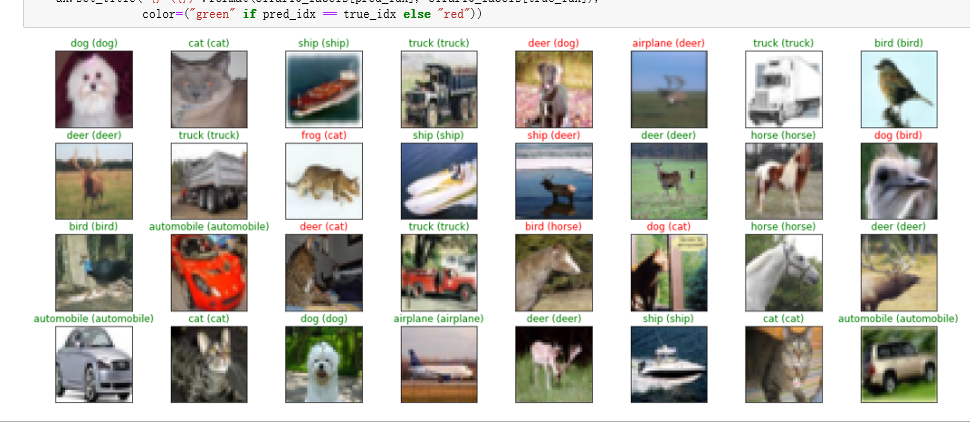 color=("green" if pred_idx == true_idx else "red"))
dog (dog) cat (cat) ship (ship) truck (truck) deer (dog) airplane (deer) truck (truck) bird (bird)
deer (deer) truck (truck) frog (cat) ship (ship) ship (deer) deer (deer) horse (horse) dog (bird)
bird (bird) automobile (automobile) deer (cat) truck (truck) bird (horse) dog (cat) horse (horse) deer (deer)
automobile (automobile) cat (cat) dog (dog) airplane (airplane) deer (deer) ship (ship) cat (cat) automobile (automobile)